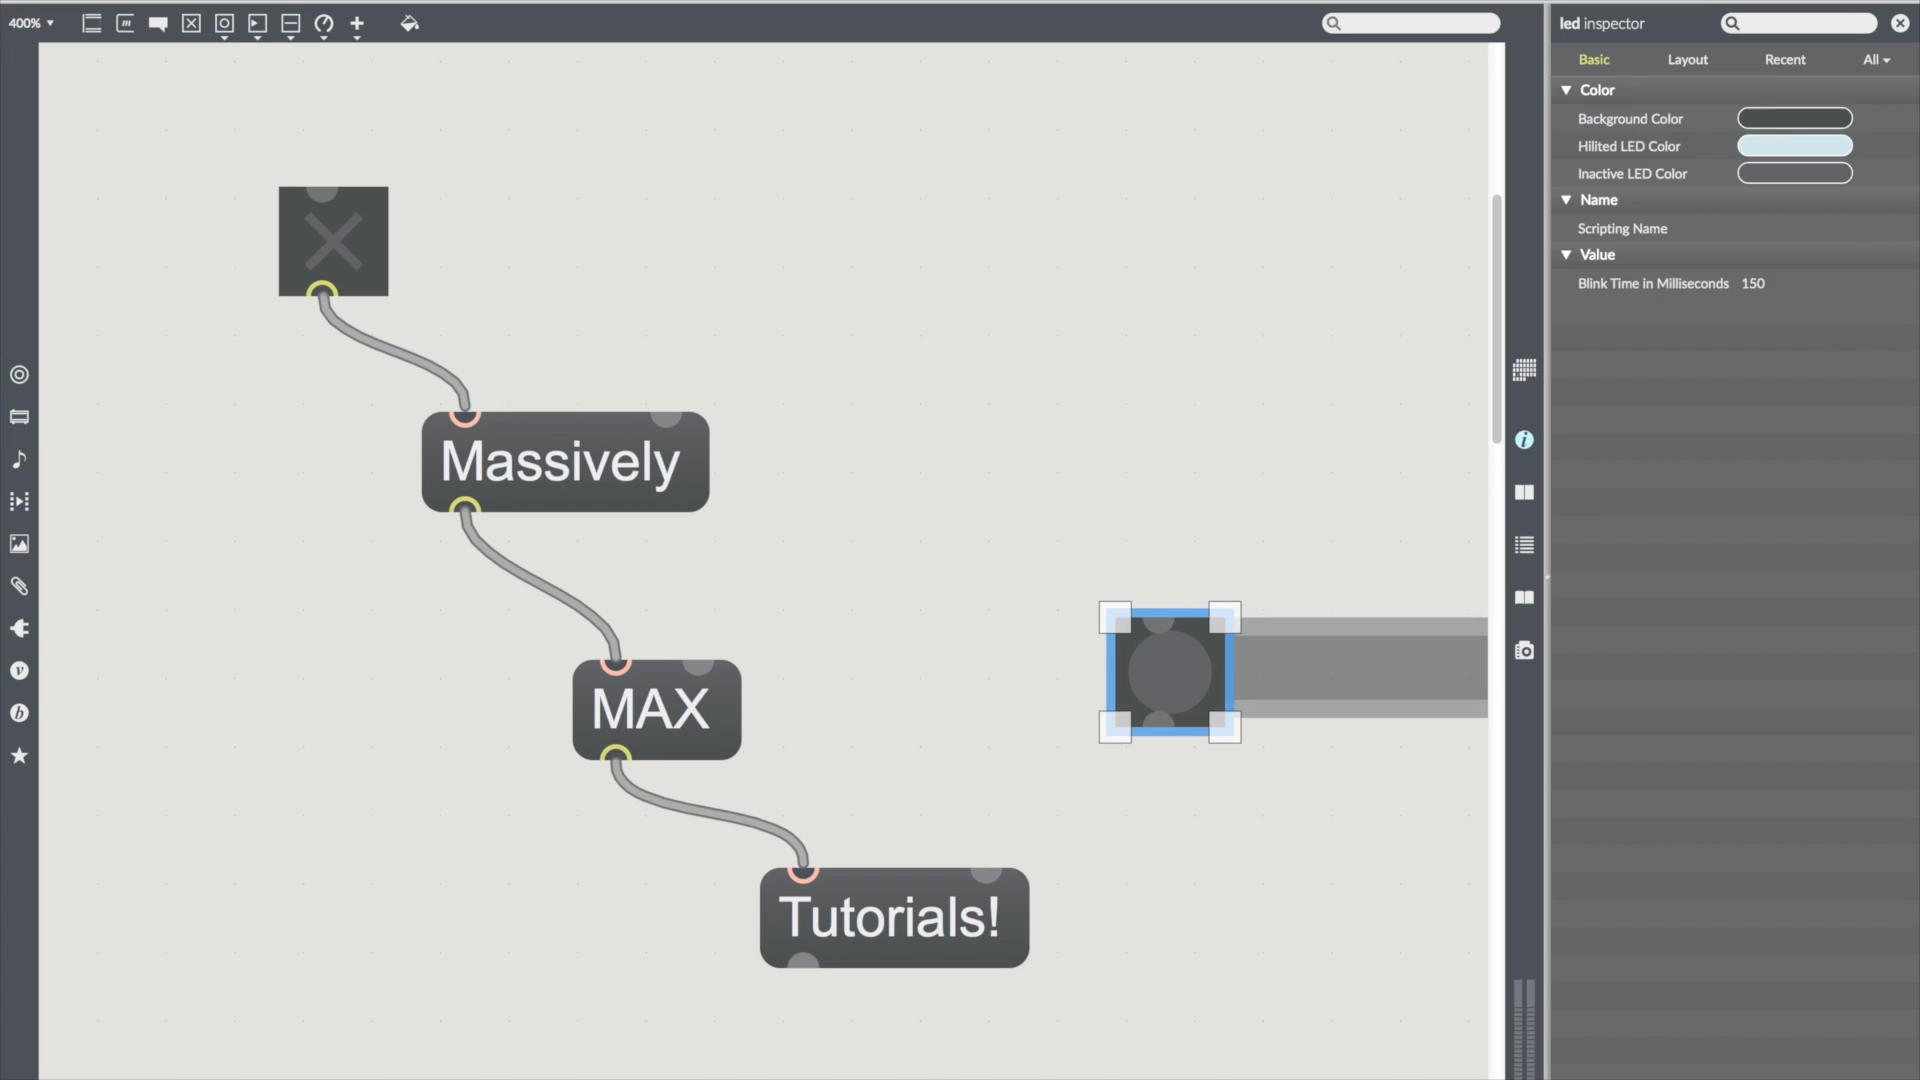 400%
m
led inspector
Basic Layout Recent All
Color
Background Color
Hilited LED Color
Inactive LED Color
Name
Scripting Name
Value
Blink Time in Milliseconds 150
Massively
MAX
Tutorials!
i
v
b